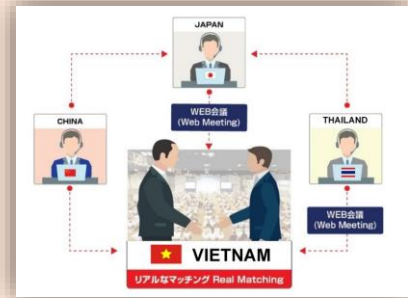 JAPAN
WEB会議
(Web Meeting)
CHINA
THAILAND
WEB会議
(Web Meeting)
VIETNAM
リアルなマッチング Real Matching